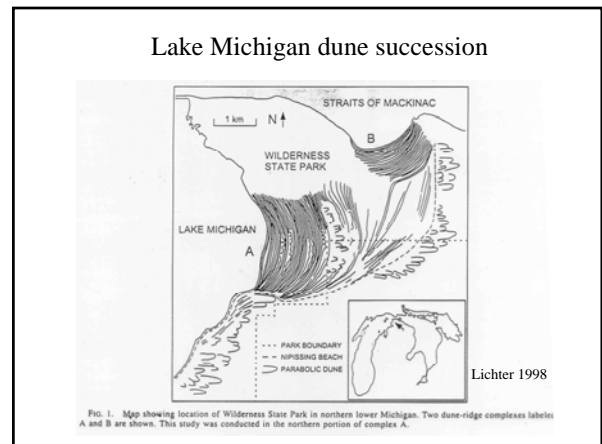 Lake Michigan dune succession
STRAITS OF MACKINAC
1 km
N
B
WILDERNESS
STATE PARK
LAKE MICHIGAN
A
PARK BOUNDARY
NIPISSING BEACH
PARABOLIC DUNE
Lichter 1998
FIG. 1. Map showing location of Wilderness State Park in northern lower Michigan. Two dune-ridge complexes labeled
A and B are shown. This study was conducted in the northern portion of complex A.